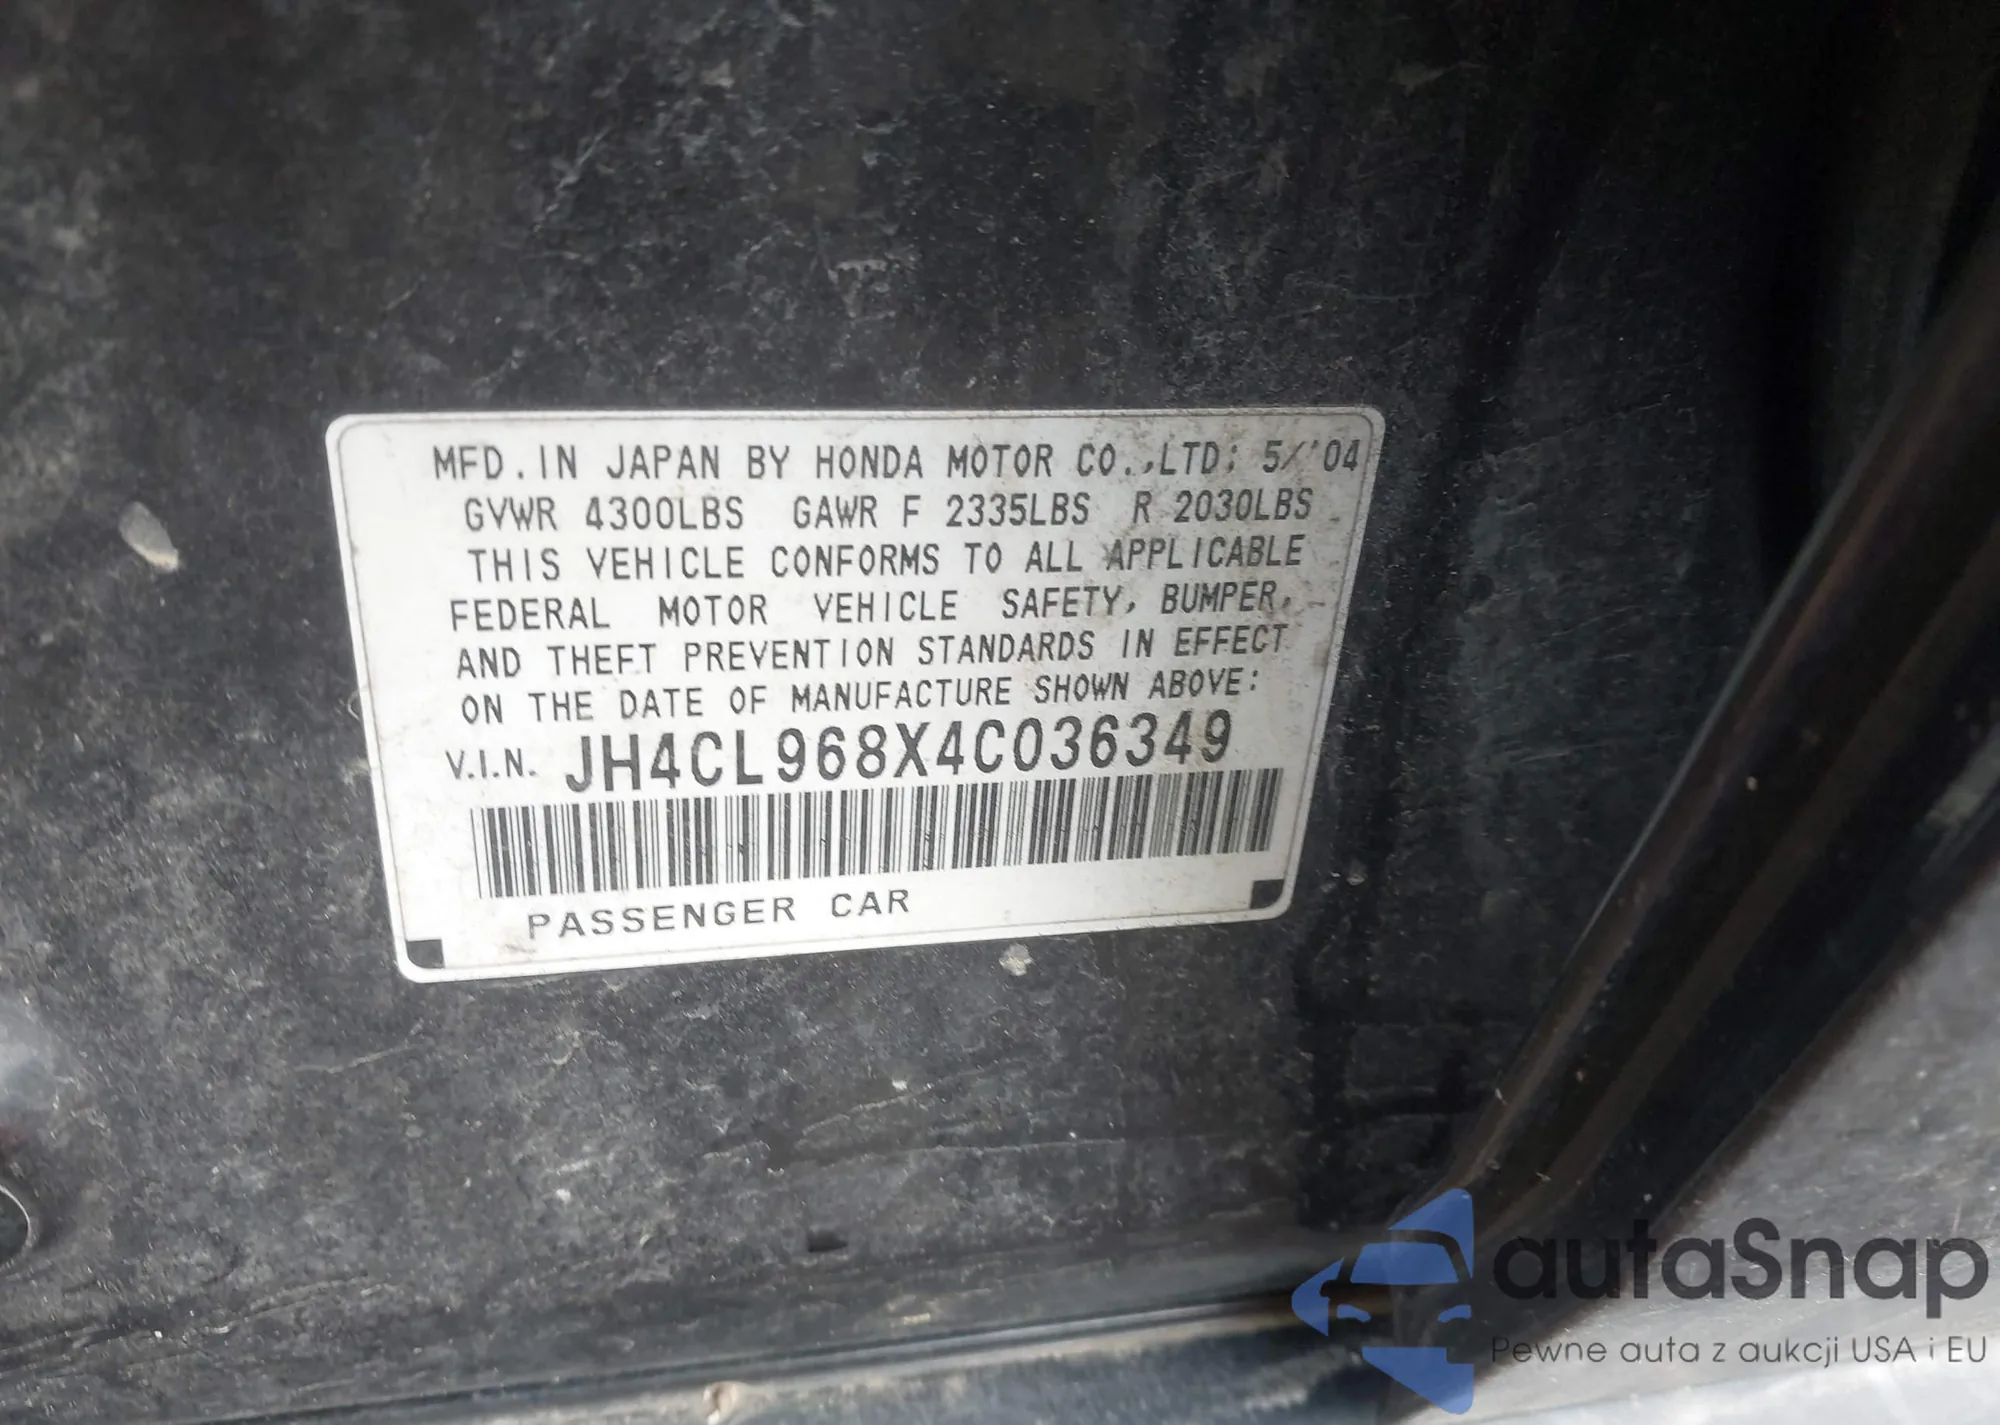 MFD. IN JAPAN BY HONDA MOTOR CO., LTD: 5/'04
GVWR 4300LBS GAWR F 2335LBS R 2030LBS
THIS VEHICLE CONFORMS TO ALL APPLICABLE
FEDERAL MOTOR VEHICLE SAFETY, BUMPER,
AND THEFT PREVENTION STANDARDS IN EFFECT
ON THE DATE OF MANUFACTURE SHOWN ABOVE:
V.I.N. JH4CL968X4C036349
PASSENGER CAR
autaSnap
Pewne auta z aukcji USA i EU